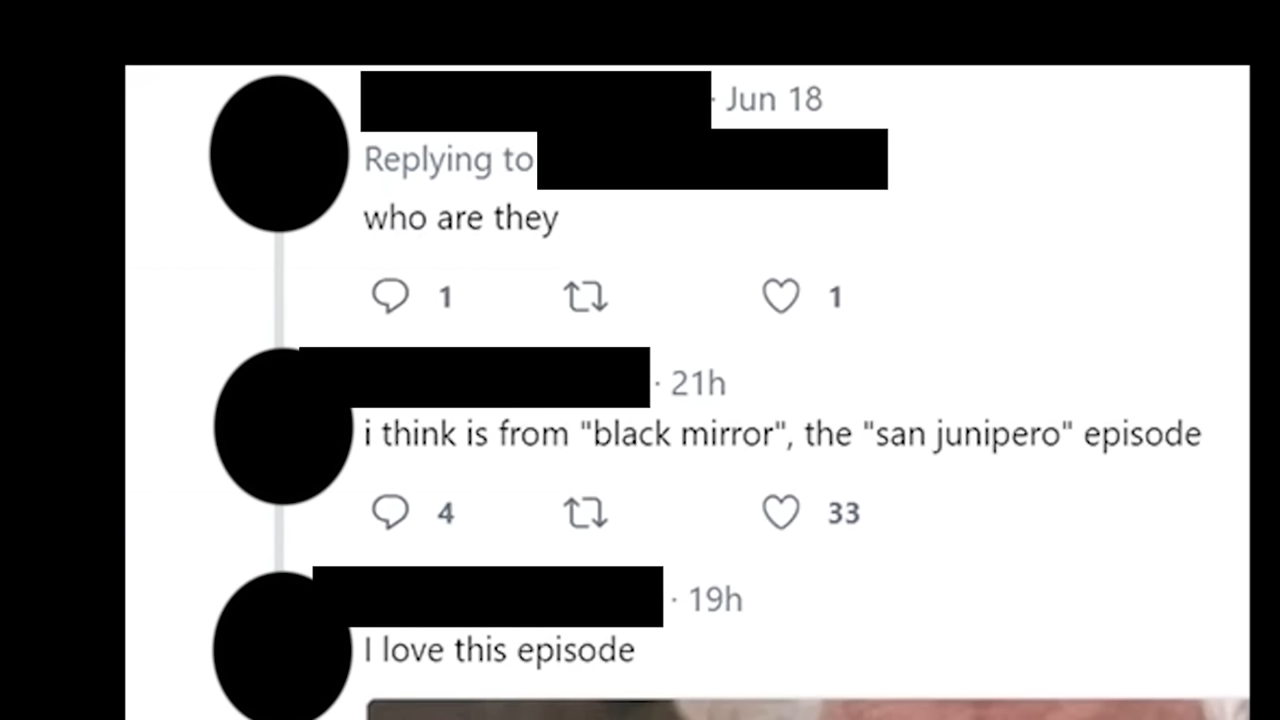 · Jun 18
Replying to
who are they
1 1
· 21h
i think is from "black mirror", the "san junipero" episode
4 33
· 19h
I love this episode